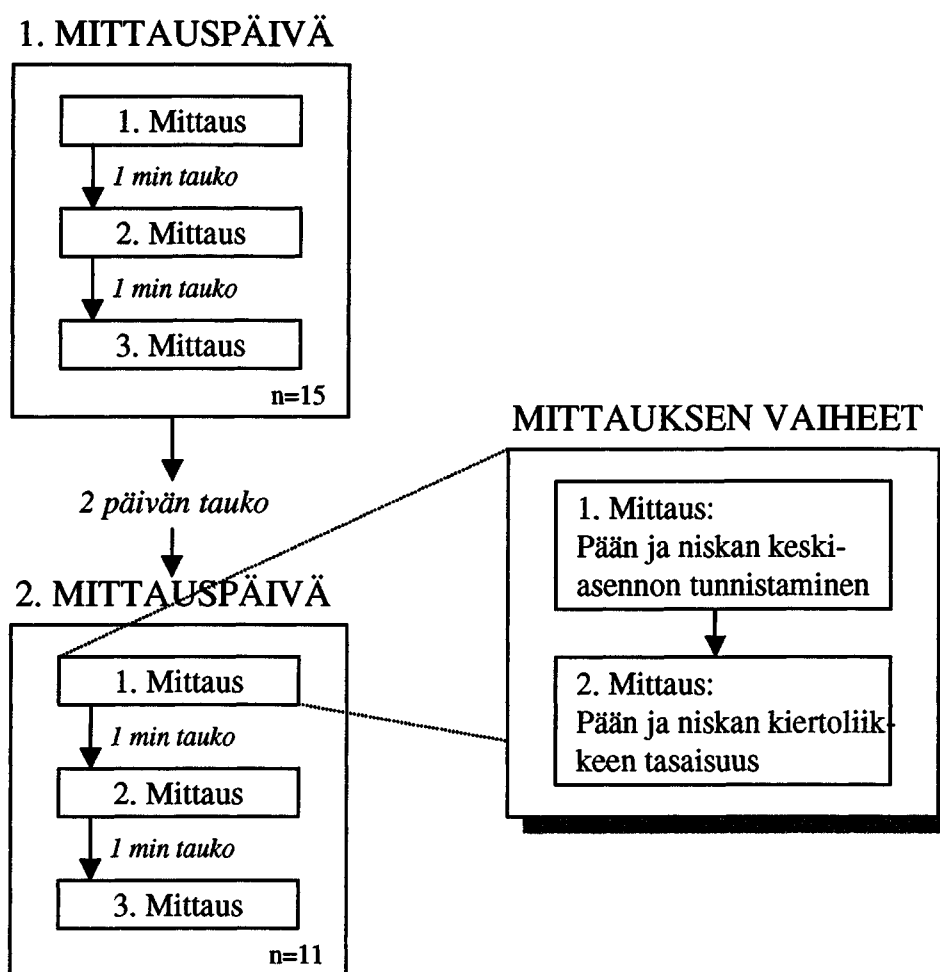 1. MITTAUSPÄIVÄ
1. Mittaus
1 min tauko
2. Mittaus
1 min tauko
3. Mittaus
n=15
2 päivän tauko
2. MITTAUSPÄIVÄ
1. Mittaus
1 min tauko
2. Mittaus
1 min tauko
3. Mittaus
n=11
MITTAUKSEN VAIHEET
1. Mittaus:
Pään ja niskan keski-
asennon tunnistaminen
2. Mittaus:
Pään ja niskan kiertoliik-
keen tasaisuus